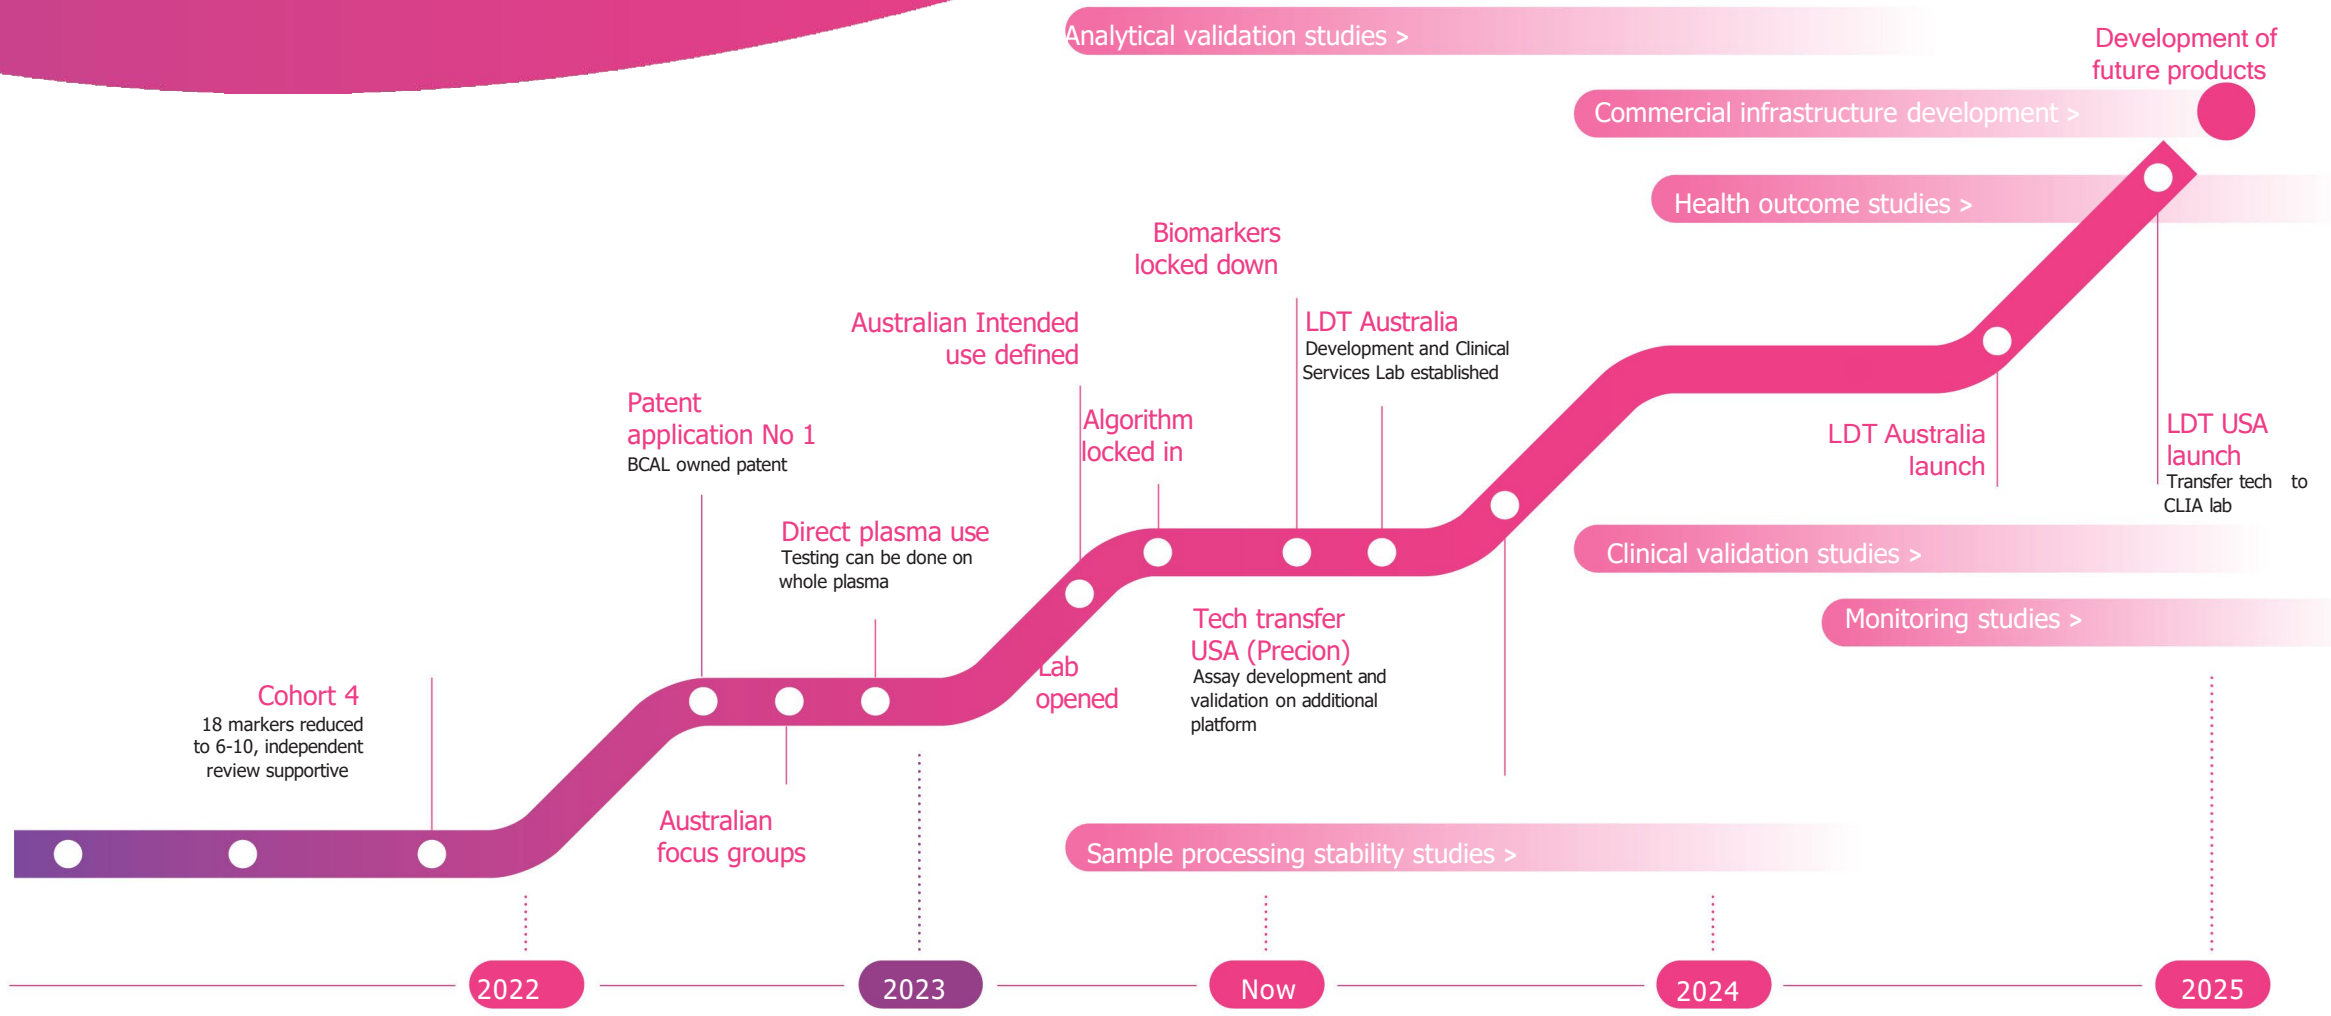 Analytical validation studies >
Development of
future products
Commercial infrastructure development >
Health outcome studies >
Biomarkers
locked down
Australian Intended
use defined
LDT Australia
Development and Clinical
Services Lab established
Patent
application No 1
BCAL owned patent
Algorithm
locked in
LDT Australia
launch
LDT USA
launch
Transfer tech to
CLIA lab
Direct plasma use
Testing can be done on
whole plasma
Clinical validation studies >
Monitoring studies >
Tech transfer
USA (Precion)
Assay development and
validation on additional
platform
Lab
opened
Cohort 4
18 markers reduced
to 6-10, independent
review supportive
Australian
focus groups
Sample processing stability studies >
2022
2023
Now
2024
2025